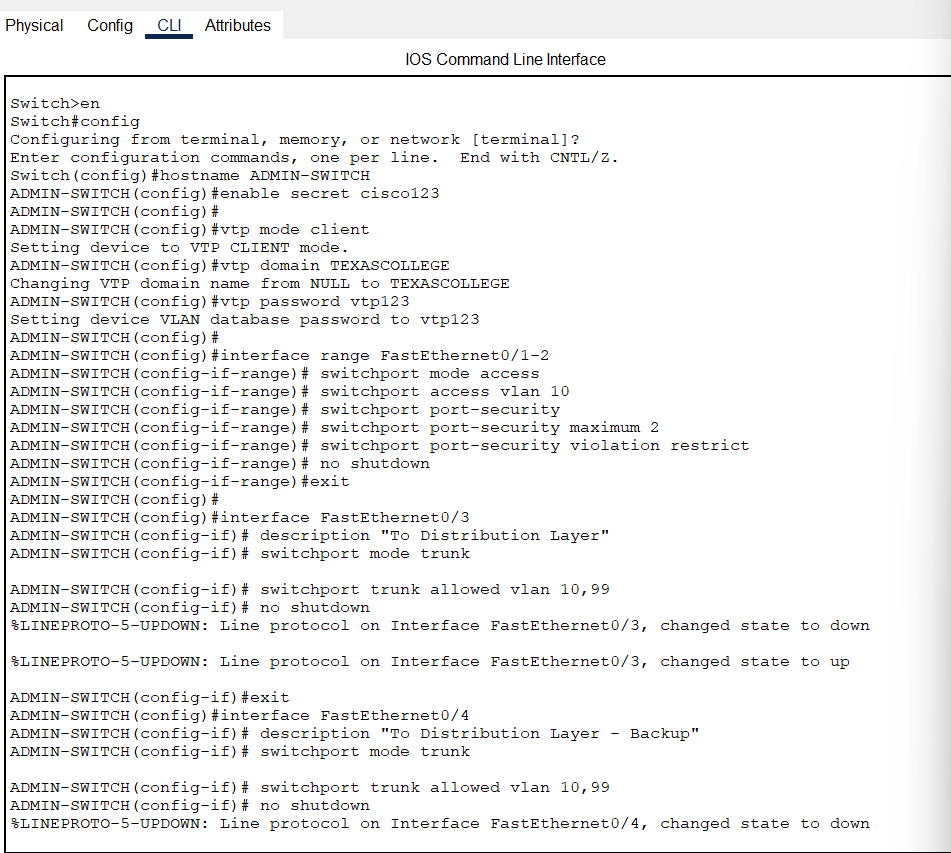 Physical Config CLI Attributes
IOS Command Line Interface
Switch>en
Switch#config
Configuring from terminal, memory, or network [terminal]?
Enter configuration commands, one per line.  End with CNTL/Z.
Switch(config)#hostname ADMIN-SWITCH
ADMIN-SWITCH(config)#enable secret cisco123
ADMIN-SWITCH(config)#
ADMIN-SWITCH(config)#vtp mode client
Setting device to VTP CLIENT mode.
ADMIN-SWITCH(config)#vtp domain TEXASCOLLEGE
Changing VTP domain name from NULL to TEXASCOLLEGE
ADMIN-SWITCH(config)#vtp password vtp123
Setting device VLAN database password to vtp123
ADMIN-SWITCH(config)#
ADMIN-SWITCH(config)#interface range FastEthernet0/1-2
ADMIN-SWITCH(config-if-range)# switchport mode access
ADMIN-SWITCH(config-if-range)# switchport access vlan 10
ADMIN-SWITCH(config-if-range)# switchport port-security
ADMIN-SWITCH(config-if-range)# switchport port-security maximum 2
ADMIN-SWITCH(config-if-range)# switchport port-security violation restrict
ADMIN-SWITCH(config-if-range)# no shutdown
ADMIN-SWITCH(config-if-range)#exit
ADMIN-SWITCH(config)#
ADMIN-SWITCH(config)#interface FastEthernet0/3
ADMIN-SWITCH(config-if)# description "To Distribution Layer"
ADMIN-SWITCH(config-if)# switchport mode trunk
ADMIN-SWITCH(config-if)# switchport trunk allowed vlan 10,99
ADMIN-SWITCH(config-if)# no shutdown
%LINEPROTO-5-UPDOWN: Line protocol on Interface FastEthernet0/3, changed state to down
%LINEPROTO-5-UPDOWN: Line protocol on Interface FastEthernet0/3, changed state to up
ADMIN-SWITCH(config-if)#exit
ADMIN-SWITCH(config)#interface FastEthernet0/4
ADMIN-SWITCH(config-if)# description "To Distribution Layer - Backup"
ADMIN-SWITCH(config-if)# switchport mode trunk
ADMIN-SWITCH(config-if)# switchport trunk allowed vlan 10,99
ADMIN-SWITCH(config-if)# no shutdown
%LINEPROTO-5-UPDOWN: Line protocol on Interface FastEthernet0/4, changed state to down